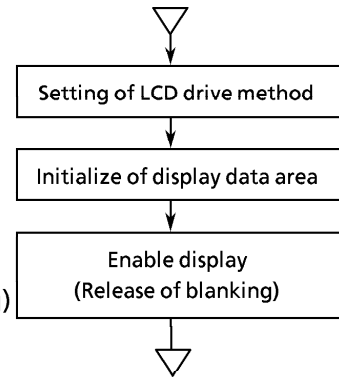 Setting of LCD drive method
Initialize of display data area
Enable display
(Release of blanking)
)